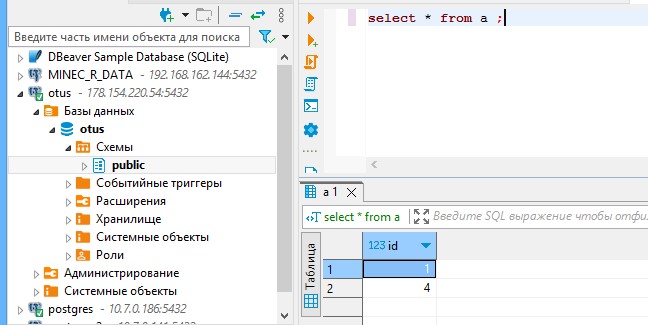 Введите часть имени объекта для поиска
DBeaver Sample Database (SQLite)
MINEC_R_DATA - 192.168.162.144:5432
otus - 178.154.220.54:5432
Базы данных
otus
Схемы
public
Событийные триггеры
Расширения
Хранилище
Системные объекты
Роли
Администрирование
Системные объекты
postgres - 10.7.0.186:5432
select * from a ;
a 1
select * from a
Введите SQL выражение чтобы отфи
Таблица
123 id
1 1
2 4